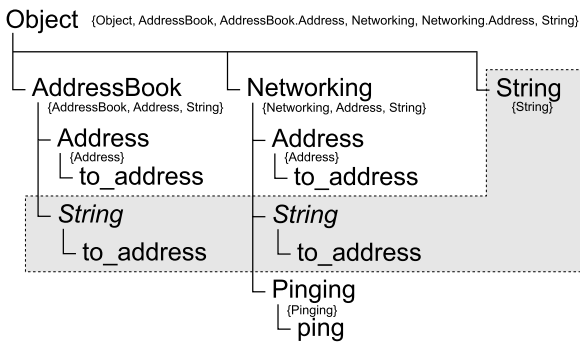 Object {Object, AddressBook, AddressBook.Address, Networking, Networking.Address, String}
AddressBook Networking String
{AddressBook, Address, String} {Networking, Address, String} {String}
Address Address
{Address} {Address}
to_address to_address
String String
to_address to_address
Pinging
{Pinging}
ping